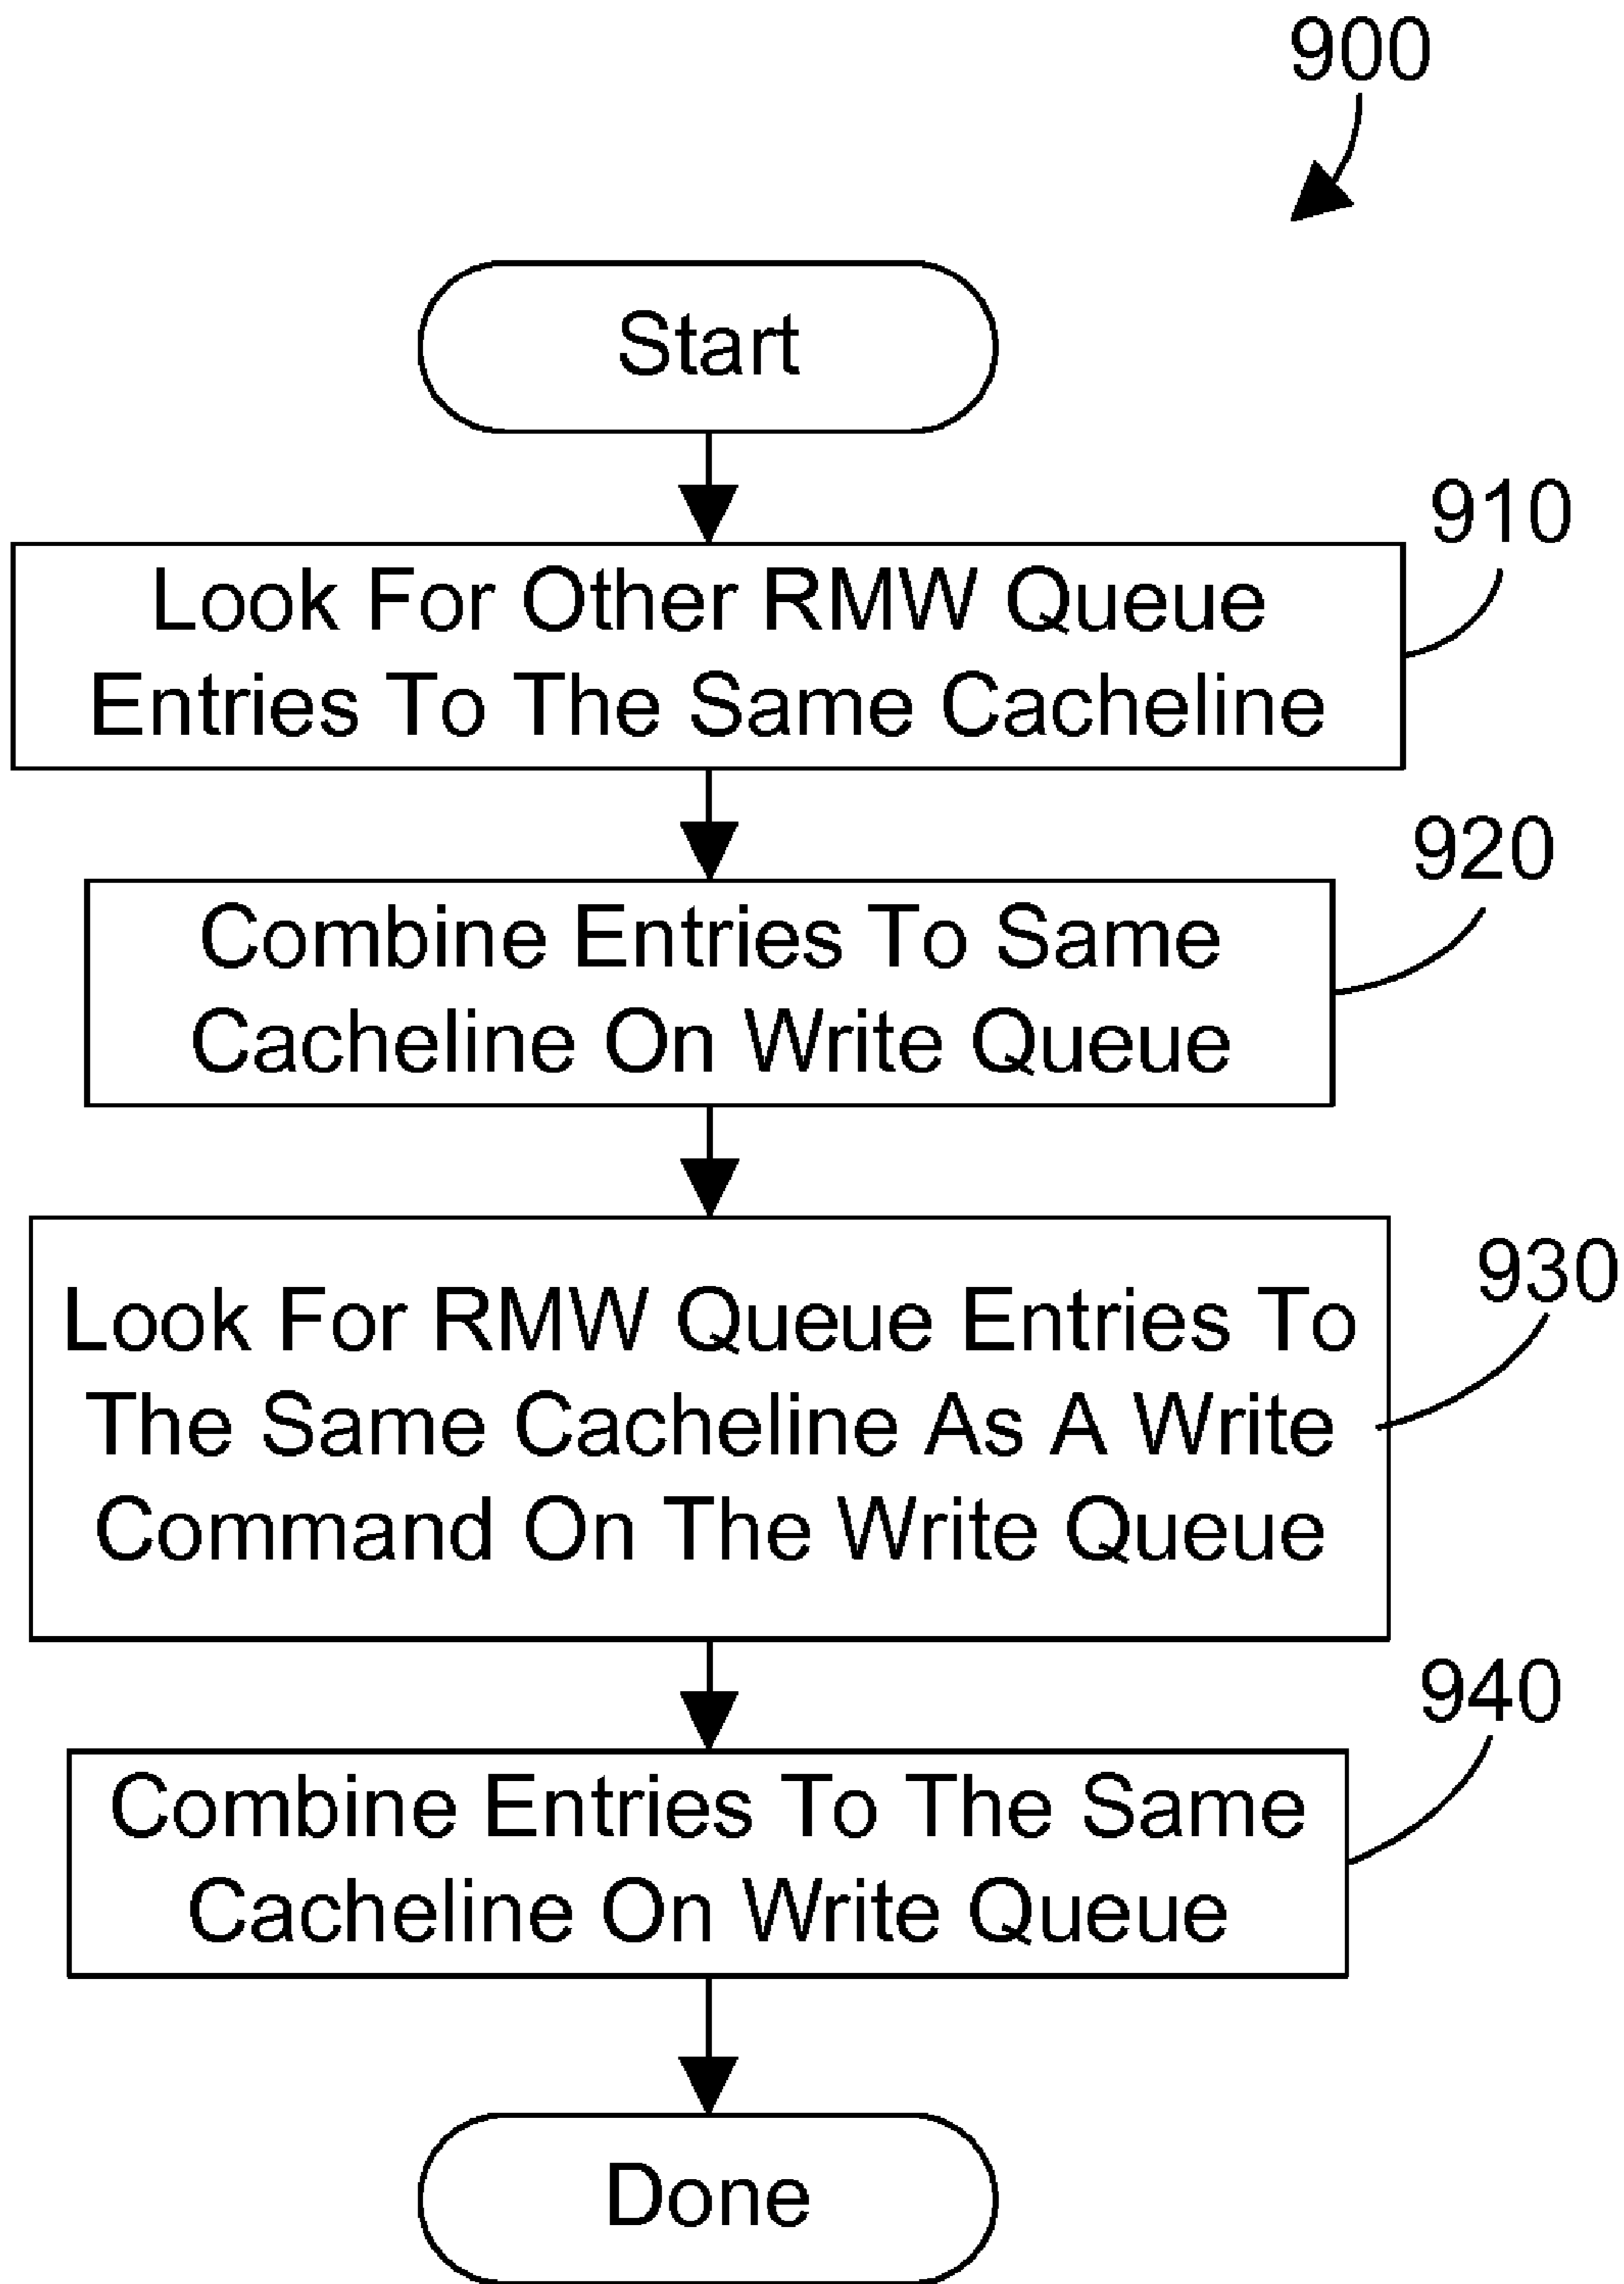 900
Start
910
Look For Other RMW Queue
Entries To The Same Cacheline
920
Combine Entries To Same
Cacheline On Write Queue
930
Look For RMW Queue Entries To
The Same Cacheline As A Write
Command On The Write Queue
940
Combine Entries To The Same
Cacheline On Write Queue
Done